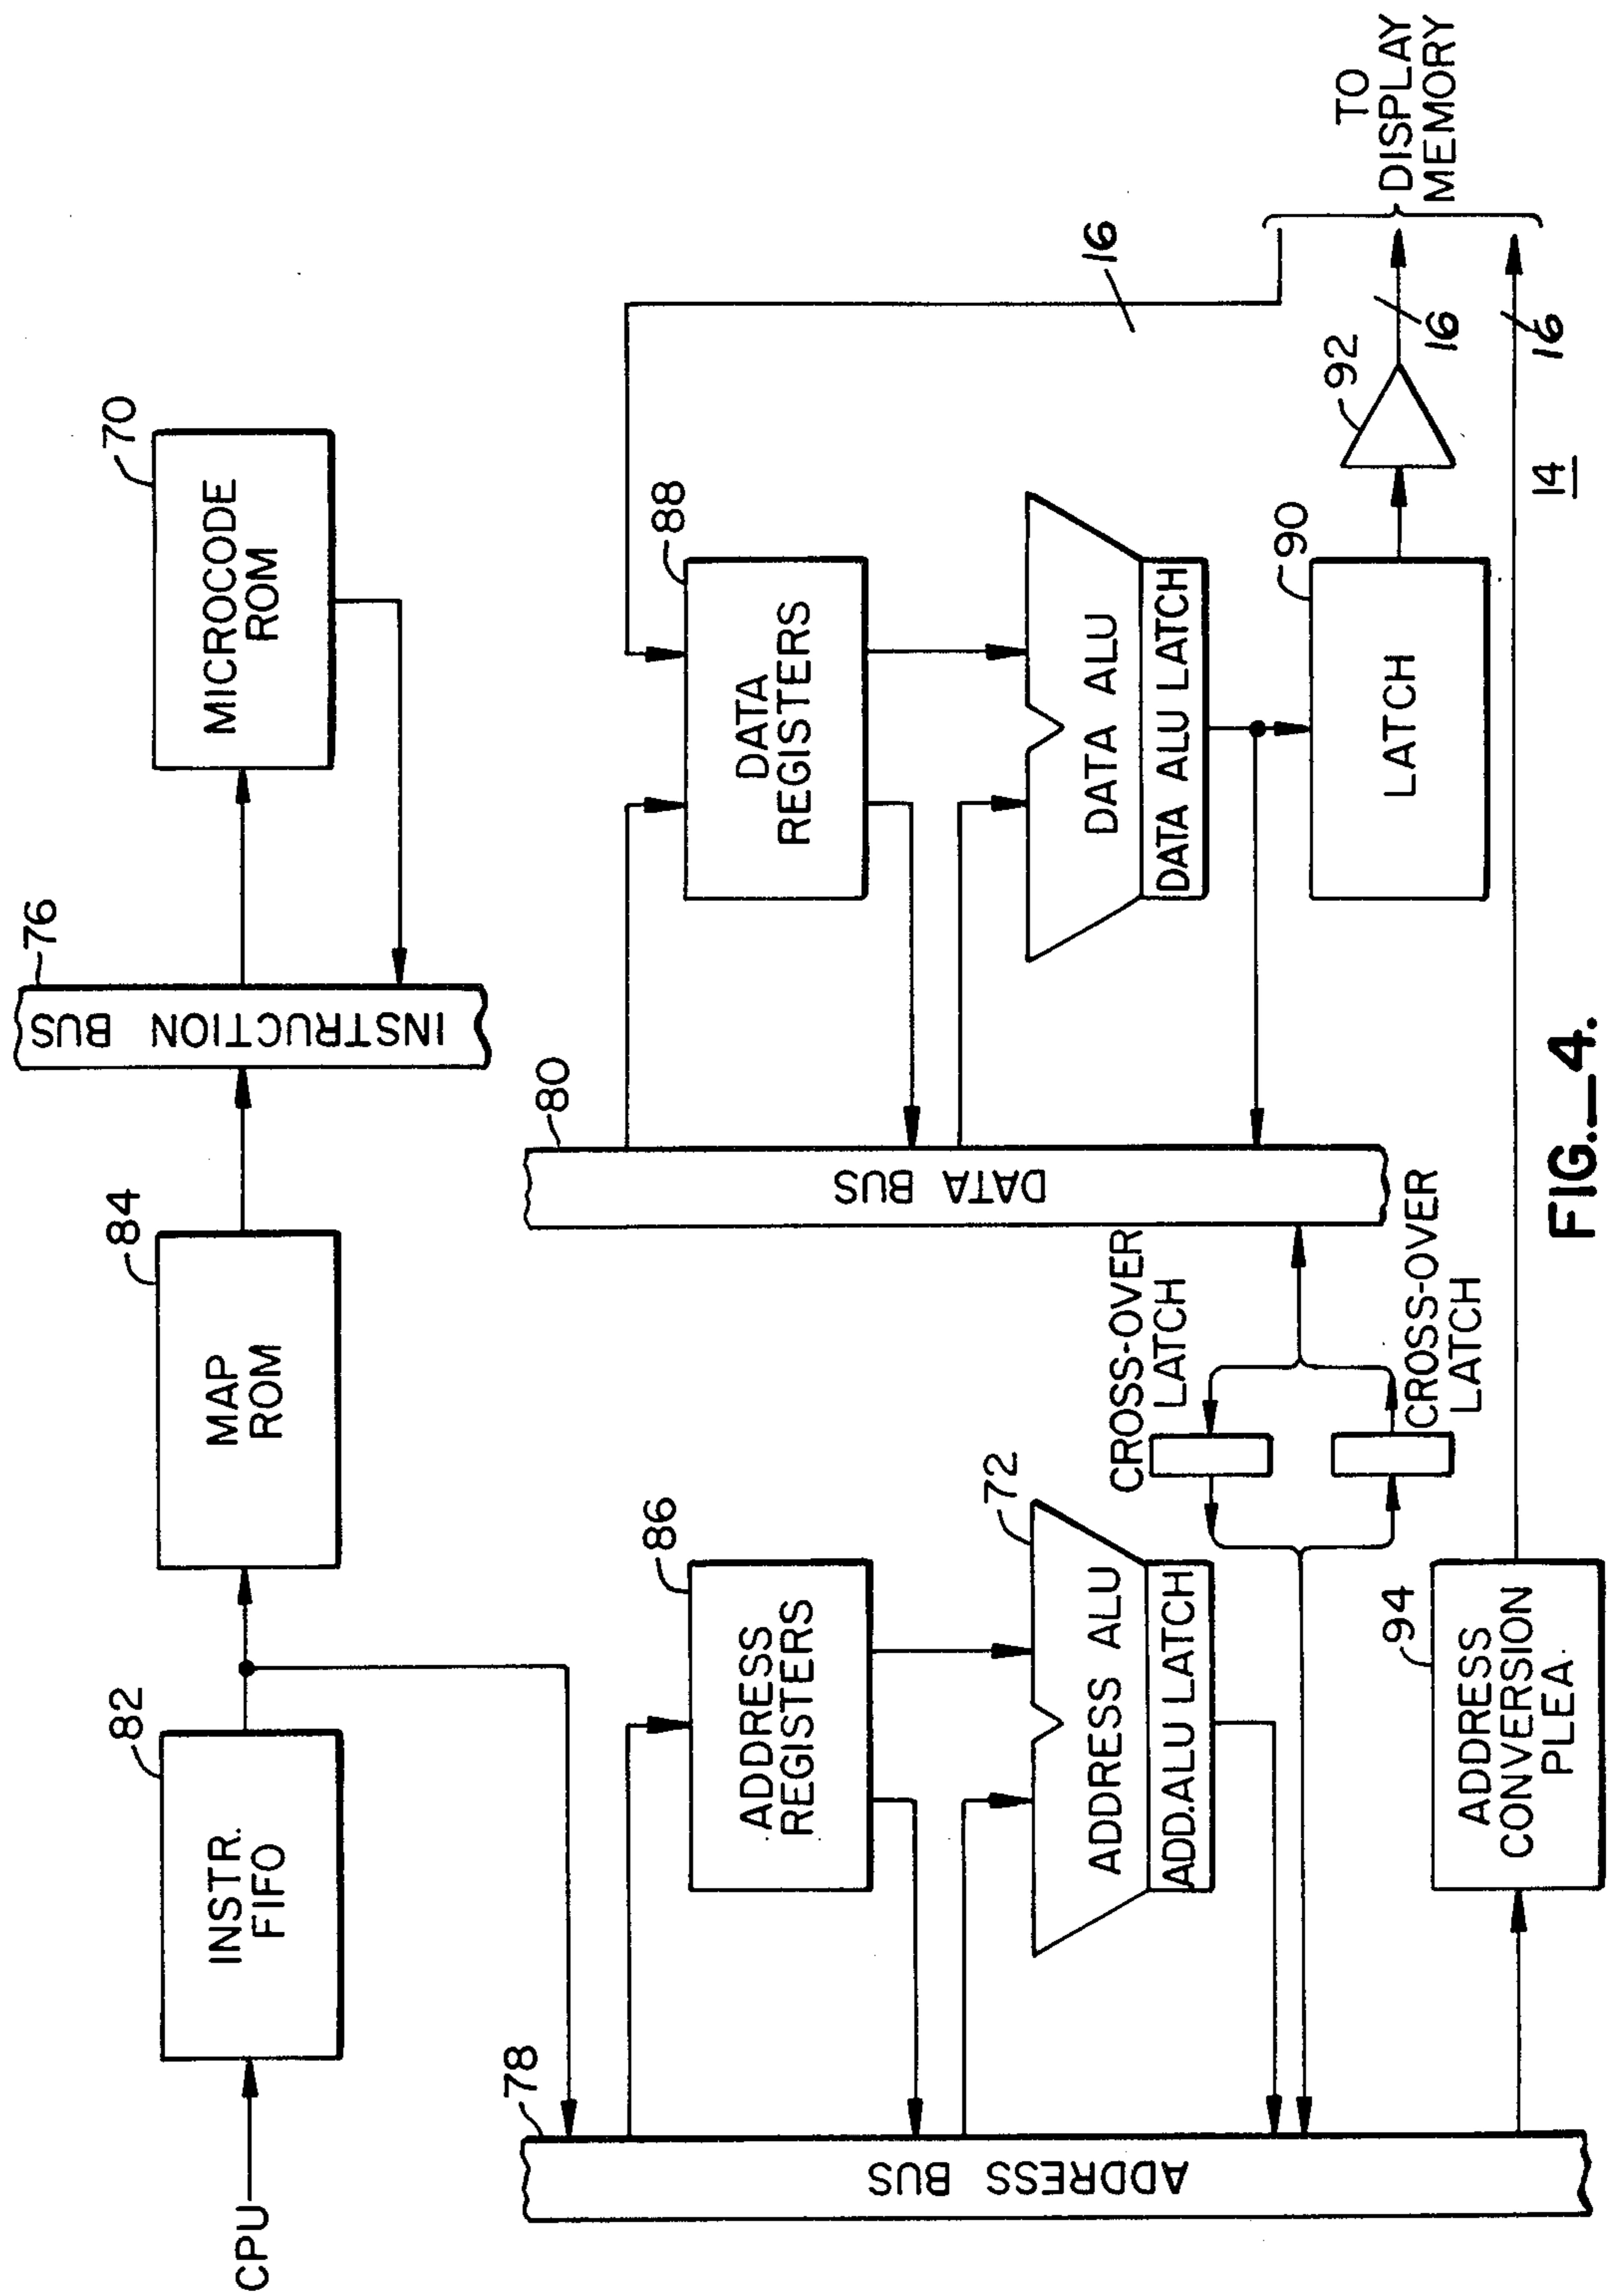 CPU
82
INSTR.
FIFO
84
MAP
ROM
76
INSTRUCTION BUS
70
MICROCODE
ROM
78
ADDRESS BUS
86
ADDRESS
REGISTERS
72
ADDRESS ALU
ADD.ALU LATCH
CROSS-OVER
LATCH
CROSS-OVER
LATCH
94
ADDRESS
CONVERSION
PLEA.
80
DATA BUS
88
DATA
REGISTERS
DATA ALU
DATA ALU LATCH
90
LATCH
92
16
16
16
TO
DISPLAY
MEMORY
14
FIG._4.